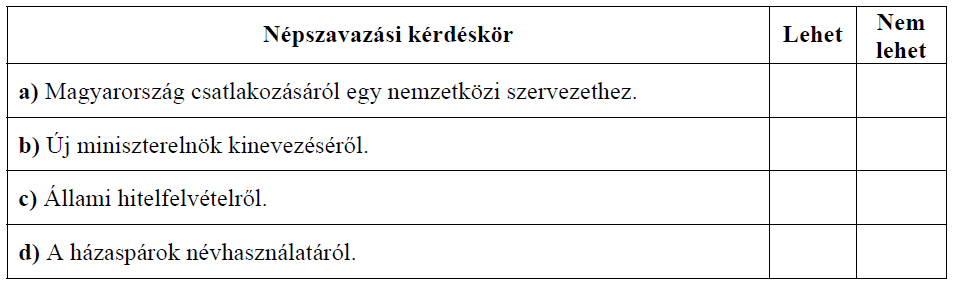 Népszavazási kérdéskör Lehet Nem lehet
a) Magyarország csatlakozásáról egy nemzetközi szervezethez.
b) Új miniszterelnök kinevezéséről.
c) Állami hitelfelvételről.
d) A házaspárok névhasználatáról.